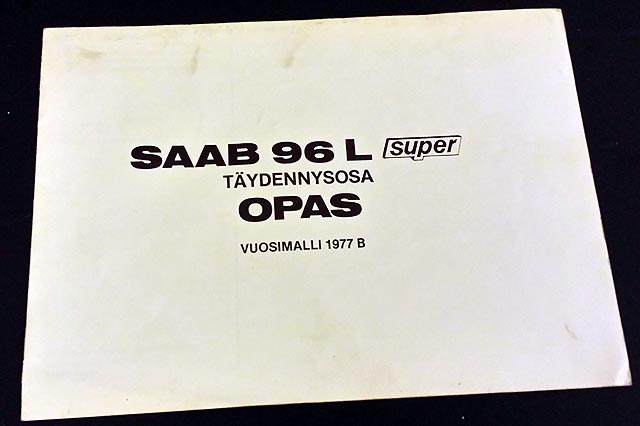 SAAB 96 L super
TÄYDENNYSOSA
OPAS
VUOSIMALLI 1977 B